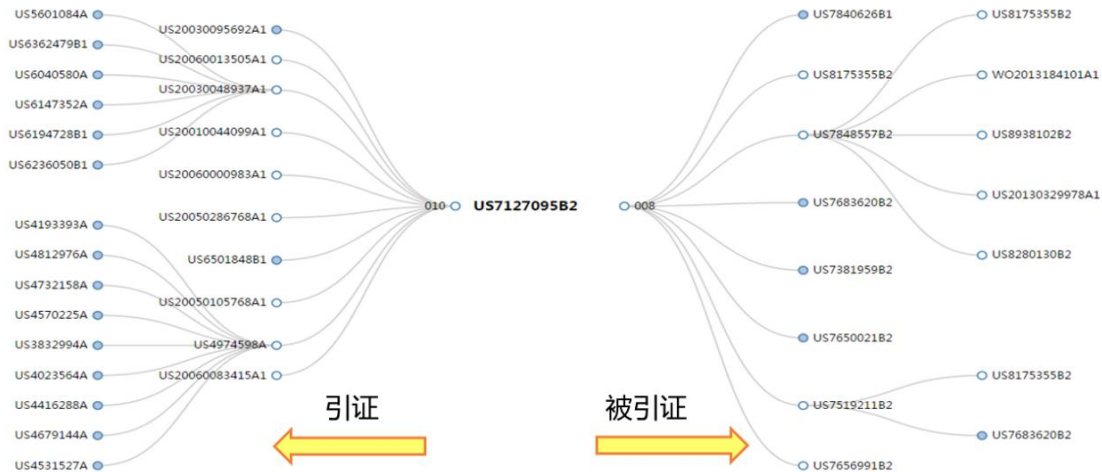 US5601084A
US6362479B1
US6040580A
US6147352A
US6194728B1
US6236050B1
US4193393A
US4812976A
US4732158A
US4570225A
US3832994A
US4023564A
US4416288A
US4679144A
US4531527A
US20030095692A1
US20060013505A1
US20030048937A1
US20010044099A1
US20060000983A1
US20050286768A1
US6501848B1
US20050105768A1
US4974598A
US20060083415A1
010
US7127095B2
008
US7840626B1
US8175355B2
US7848557B2
US7683620B2
US7381959B2
US7650021B2
US7519211B2
US7656991B2
US8175355B2
WO2013184101A1
US8938102B2
US20130329978A1
US8280130B2
US8175355B2
US7683620B2
引证
被引证